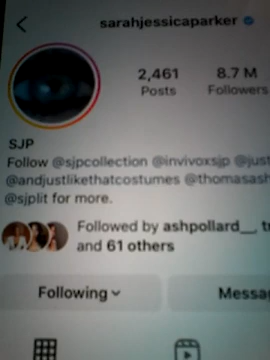 sarahjessicaparker
2,461 8.7 M
Posts Followers
SJP
Follow @sjpcollection @invivoxsjp @just
@andjustlikethatcostumes @thomasash
@sjplit for more.
Followed by ashpollard__, t
and 61 others
Following Messa